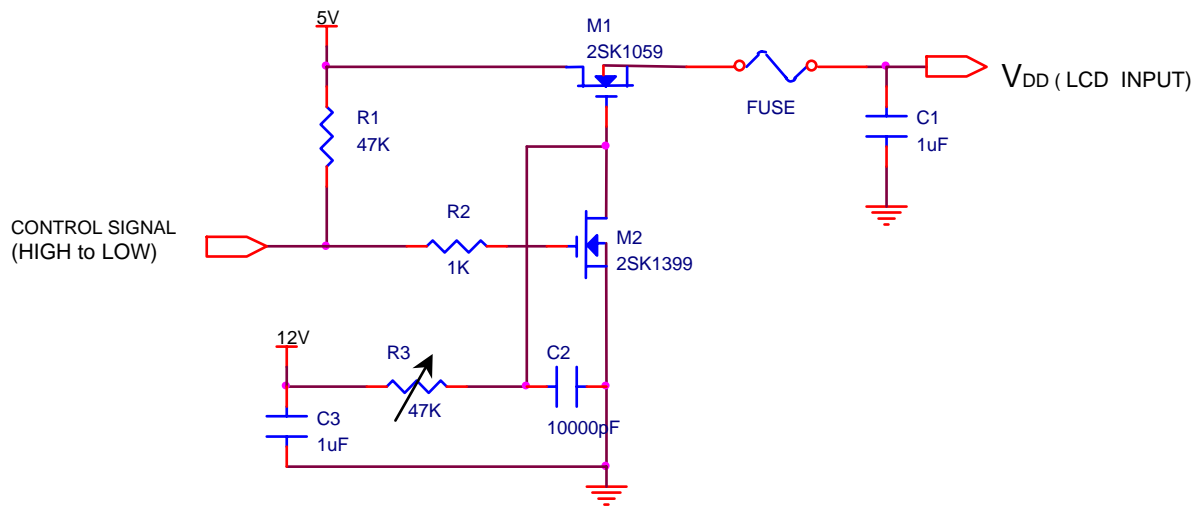 5V
M1
2SK1059
VDD ( LCD INPUT)
FUSE
R1
47K
C1
1uF
CONTROL SIGNAL
(HIGH to LOW)
R2
1K
M2
2SK1399
12V
R3
47K
C2
10000pF
C3
1uF